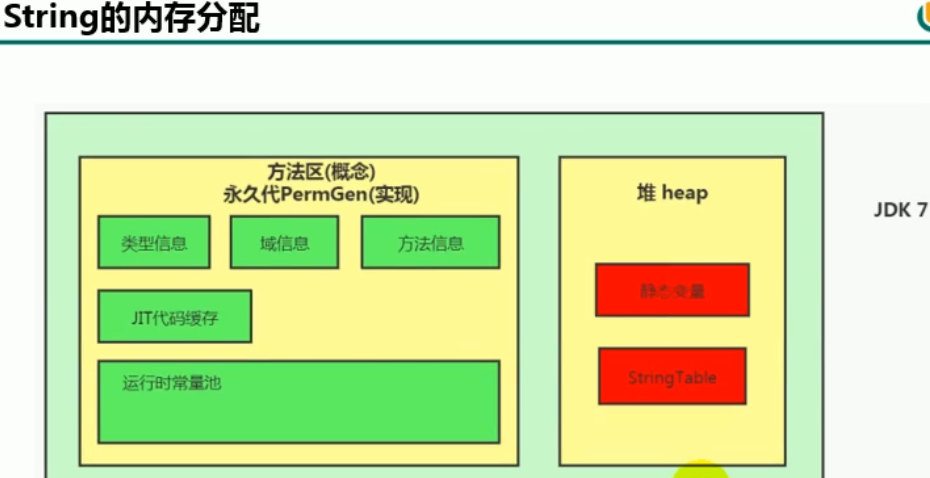 String的内存分配
方法区(概念)
永久代PermGen(实现)
堆 heap
JDK 7
类型信息
域信息
方法信息
静态变量
JIT代码缓存
StringTable
运行时常量池